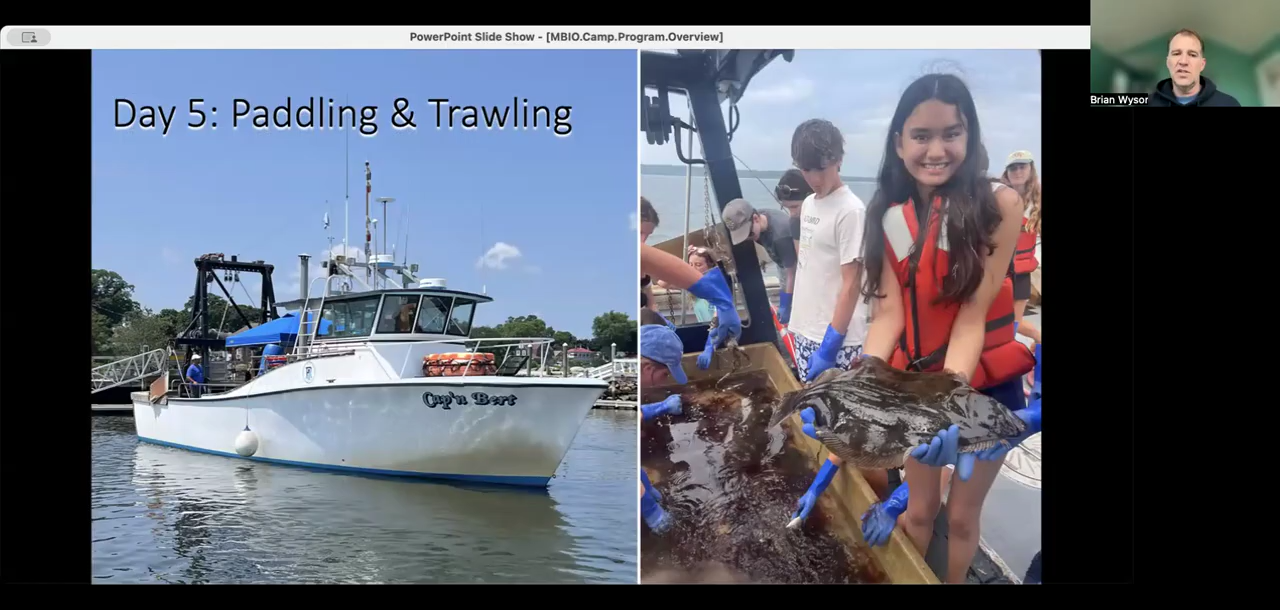 PowerPoint Slide Show - [MBIO.Camp.Program.Overview]
Brian Wysor
Day 5: Paddling & Trawling
Cap'n Bert